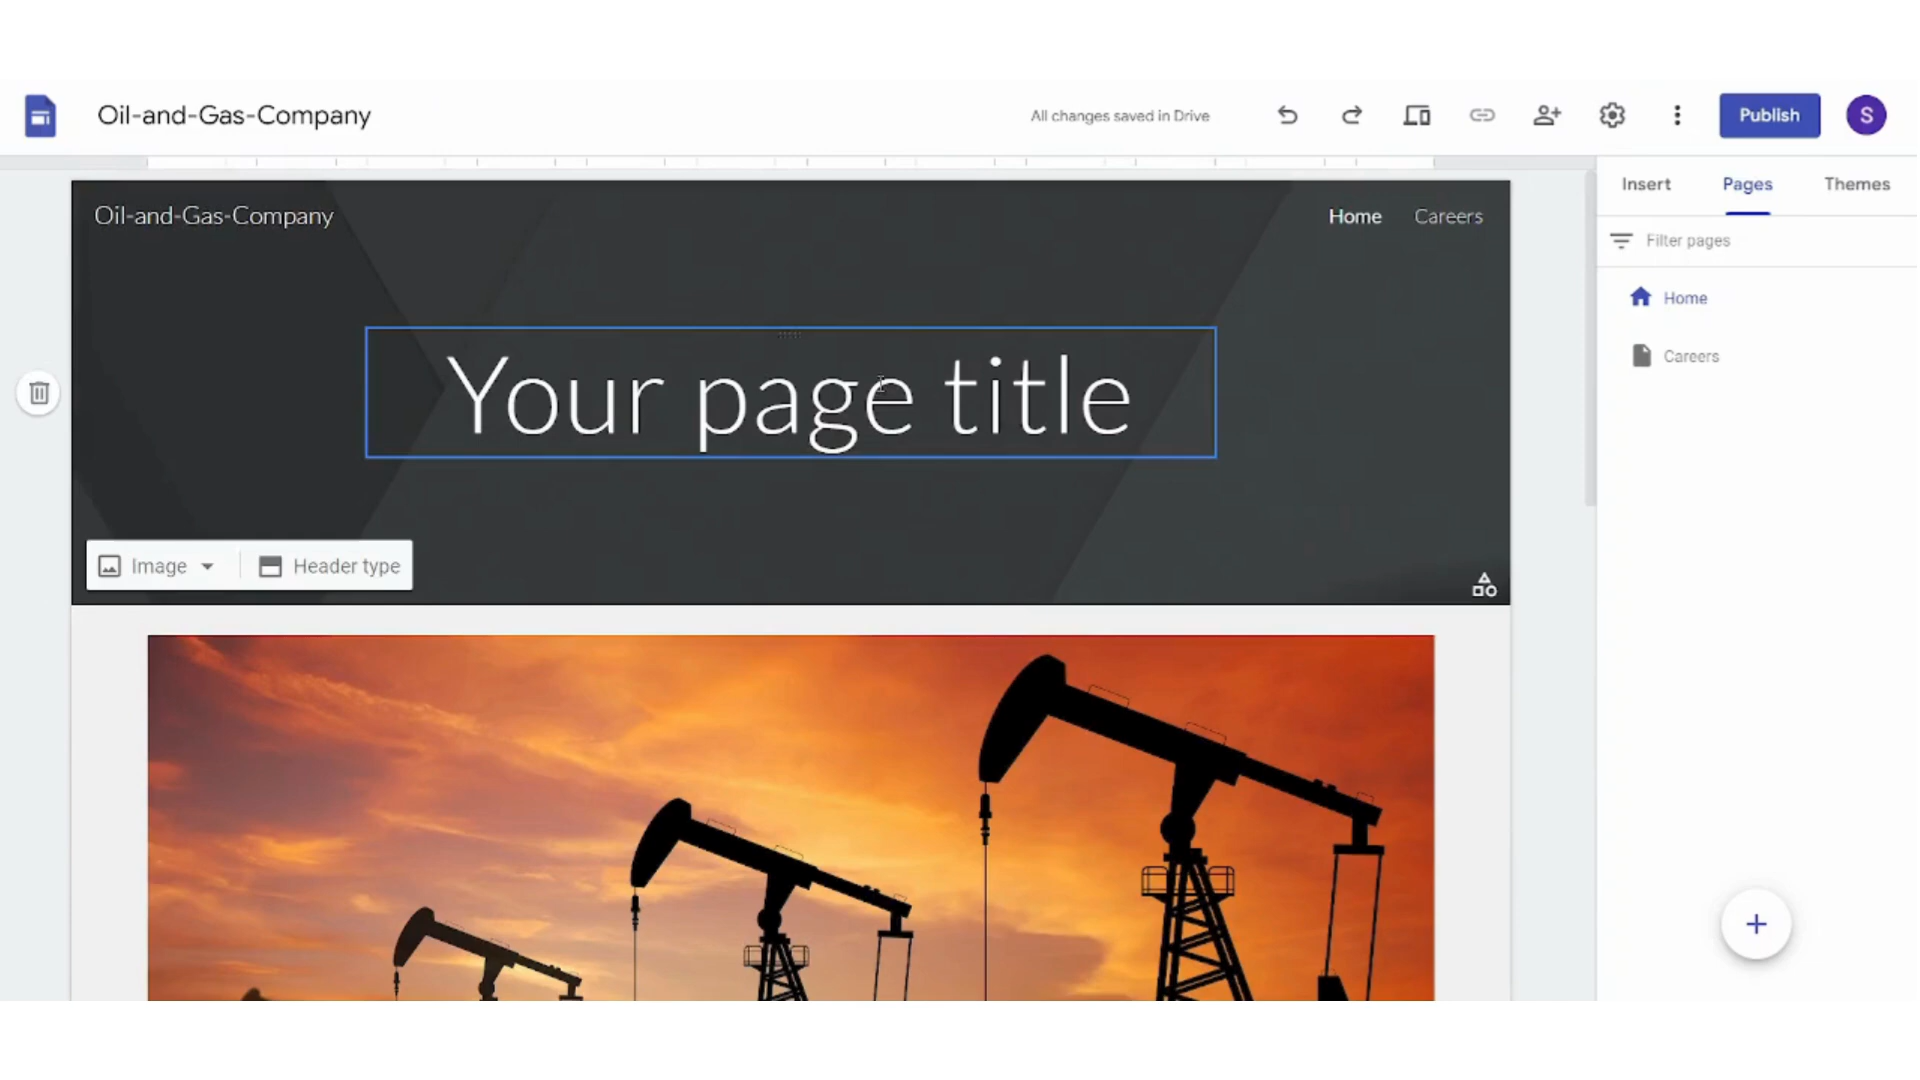 Oil-and-Gas-Company
All changes saved in Drive
Publish
S
Insert
Pages
Themes
Filter pages
Home
Careers
Oil-and-Gas-Company
Home
Careers
Your page title
Image
Header type